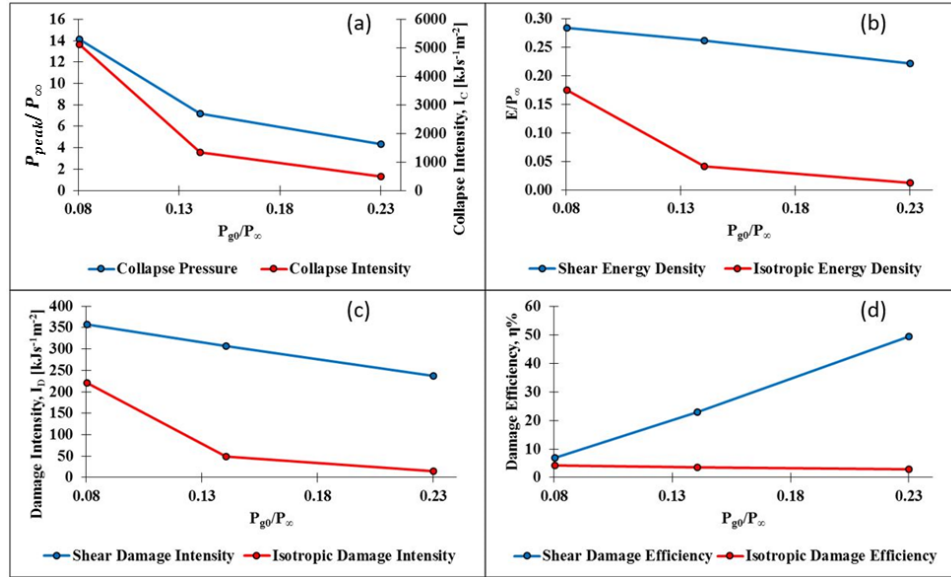 (a)
16
14
12
10
8
6
4
2
0
P_peak/ P∞
6000
5000
4000
3000
2000
1000
0
Collapse Intensity, I_C [kJs⁻¹m⁻²]
0.08 0.13 0.18 0.23
P_g0/P∞
Collapse Pressure Collapse Intensity
(b)
0.30
0.25
0.20
0.15
0.10
0.05
0.00
E/P∞
0.08 0.13 0.18 0.23
P_g0/P∞
Shear Energy Density Isotropic Energy Density
(c)
400
350
300
250
200
150
100
50
0
Damage Intensity, I_D [kJs⁻¹m⁻²]
0.08 0.13 0.18 0.23
P_g0/P∞
Shear Damage Intensity Isotropic Damage Intensity
(d)
60
50
40
30
20
10
0
Damage Efficiency, η%
0.08 0.13 0.18 0.23
P_g0/P∞
Shear Damage Efficiency Isotropic Damage Efficiency